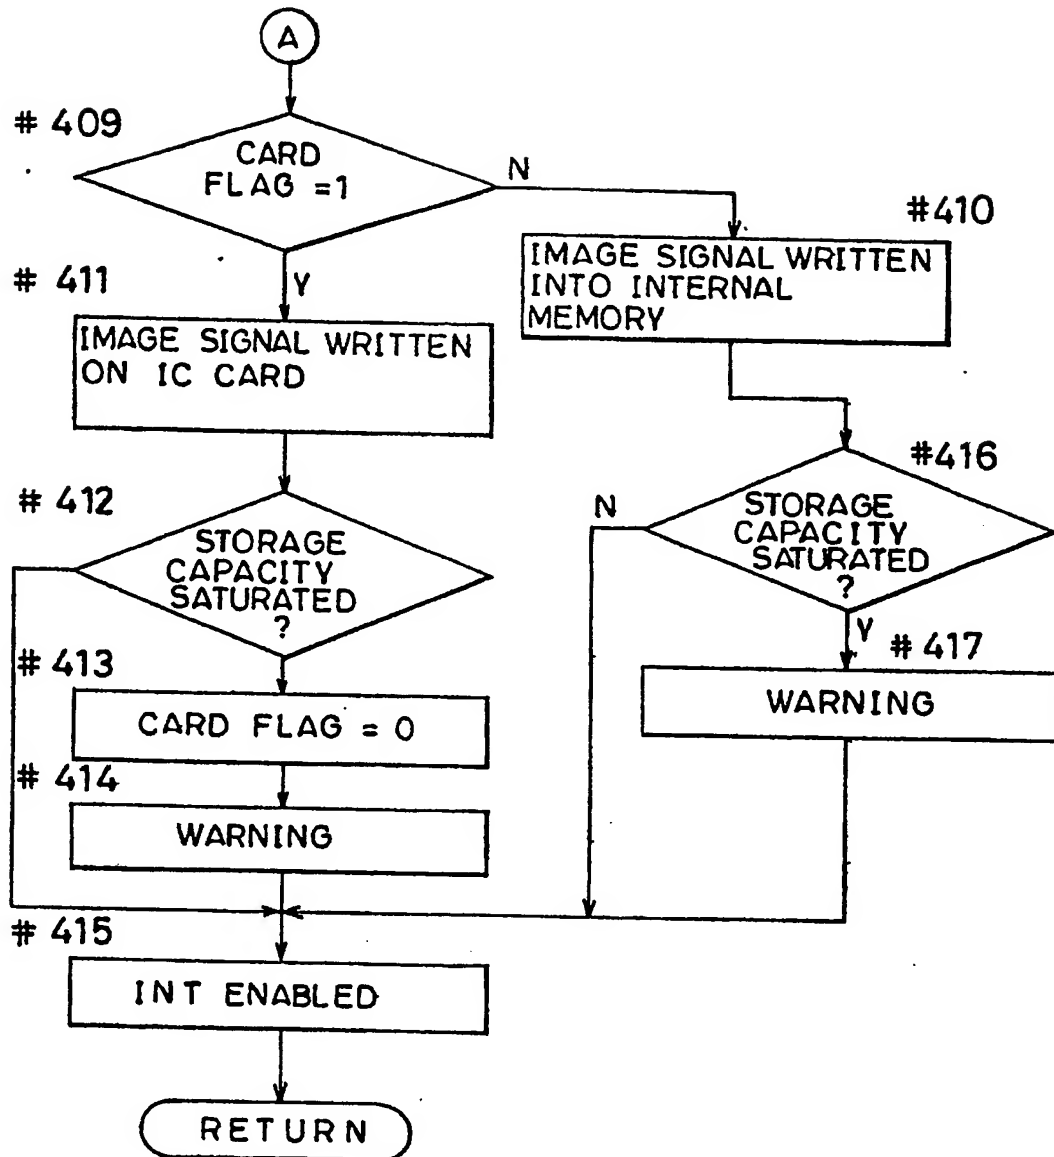 A
# 409
CARD
FLAG =1
N
#410
IMAGE SIGNAL WRITTEN
INTO INTERNAL
MEMORY
# 411
Y
IMAGE SIGNAL WRITTEN
ON IC CARD
# 412
STORAGE
CAPACITY
SATURATED
?
#416
N
STORAGE
CAPACITY
SATURATED
?
Y
# 413
CARD FLAG = 0
# 417
WARNING
# 414
WARNING
# 415
INT ENABLED
RETURN